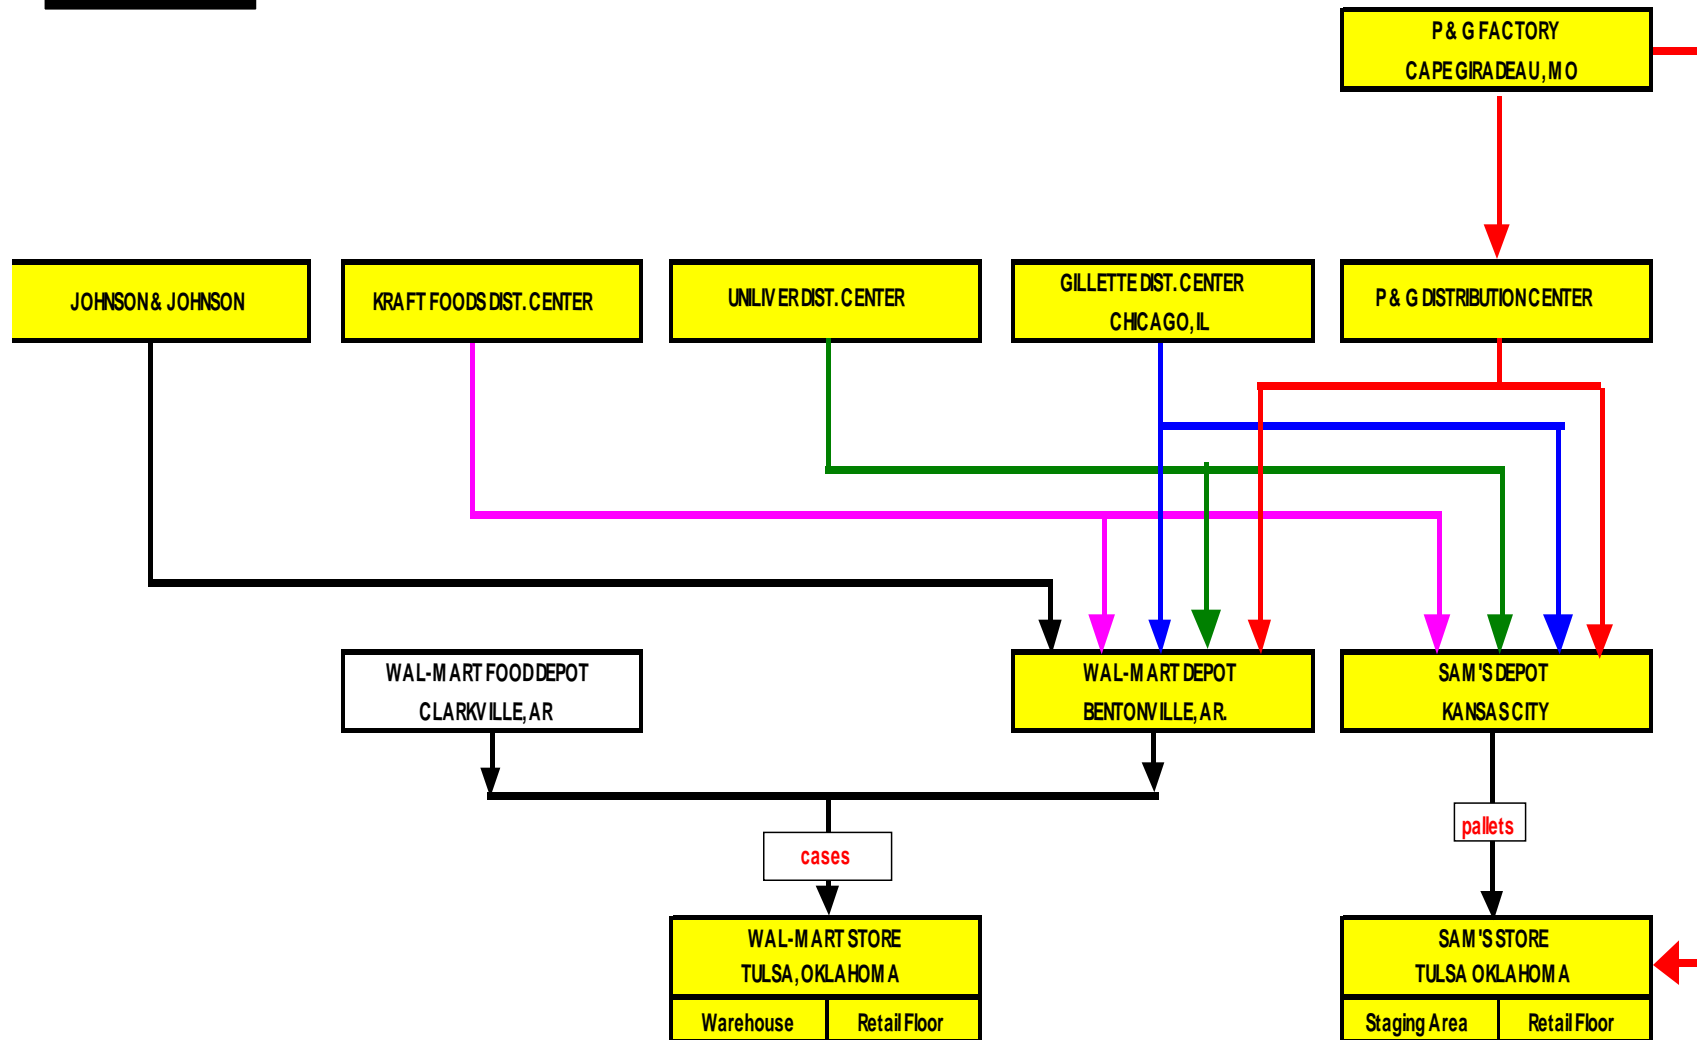 P & G FACTORY
CAPE GIRADEAU, MO
JOHNSON & JOHNSON
KRAFT FOODS DIST. CENTER
UNILIVER DIST. CENTER
GILLETTE DIST. CENTER
CHICAGO, IL
P & G DISTRIBUTION CENTER
WAL-MART FOOD DEPOT
CLARKVILLE, AR
WAL-MART DEPOT
BENTONVILLE, AR.
SAM'S DEPOT
KANSAS CITY
cases
pallets
WAL-MART STORE
TULSA, OKLAHOMA
Warehouse
Retail Floor
SAM'S STORE
TULSA OKLAHOMA
Staging Area
Retail Floor